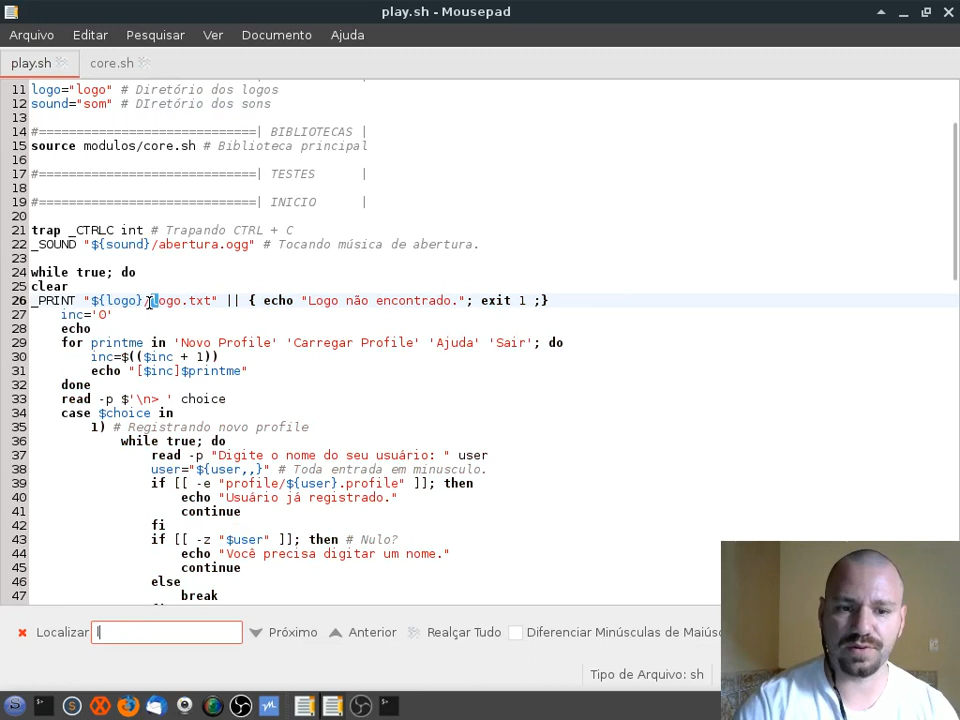 play.sh - Mousepad
Arquivo Editar Pesquisar Ver Documento Ajuda
play.sh core.sh
11 logo="logo" # Diretório dos logos
12 sound="som" # DIretório dos sons
13
14 #=============================| BIBLIOTECAS |
15 source modulos/core.sh # Biblioteca principal
16
17 #=============================| TESTES |
18
19 #=============================| INICIO |
20
21 trap _CTRLC int # Trapando CTRL + C
22 _SOUND "${sound}/abertura.ogg" # Tocando música de abertura.
23
24 while true; do
25 clear
26 _PRINT "${logo}/logo.txt" || { echo "Logo não encontrado."; exit 1 ;}
27 inc='0'
28 echo
29 for printme in 'Novo Profile' 'Carregar Profile' 'Ajuda' 'Sair'; do
30 inc=$(($inc + 1))
31 echo "[$inc]$printme"
32 done
33 read -p $'\n> ' choice
34 case $choice in
35 1) # Registrando novo profile
36 while true; do
37 read -p "Digite o nome do seu usuário: " user
38 user="${user,,}" # Toda entrada em minusculo.
39 if [[ -e "profile/${user}.profile" ]]; then
40 echo "Usuário já registrado."
41 continue
42 fi
43 if [[ -z "$user" ]]; then # Nulo?
44 echo "Você precisa digitar um nome."
45 continue
46 else
47 break
Localizar l Próximo Anterior Realçar Tudo Diferenciar Minúsculas de Maiúsc
Tipo de Arquivo: sh